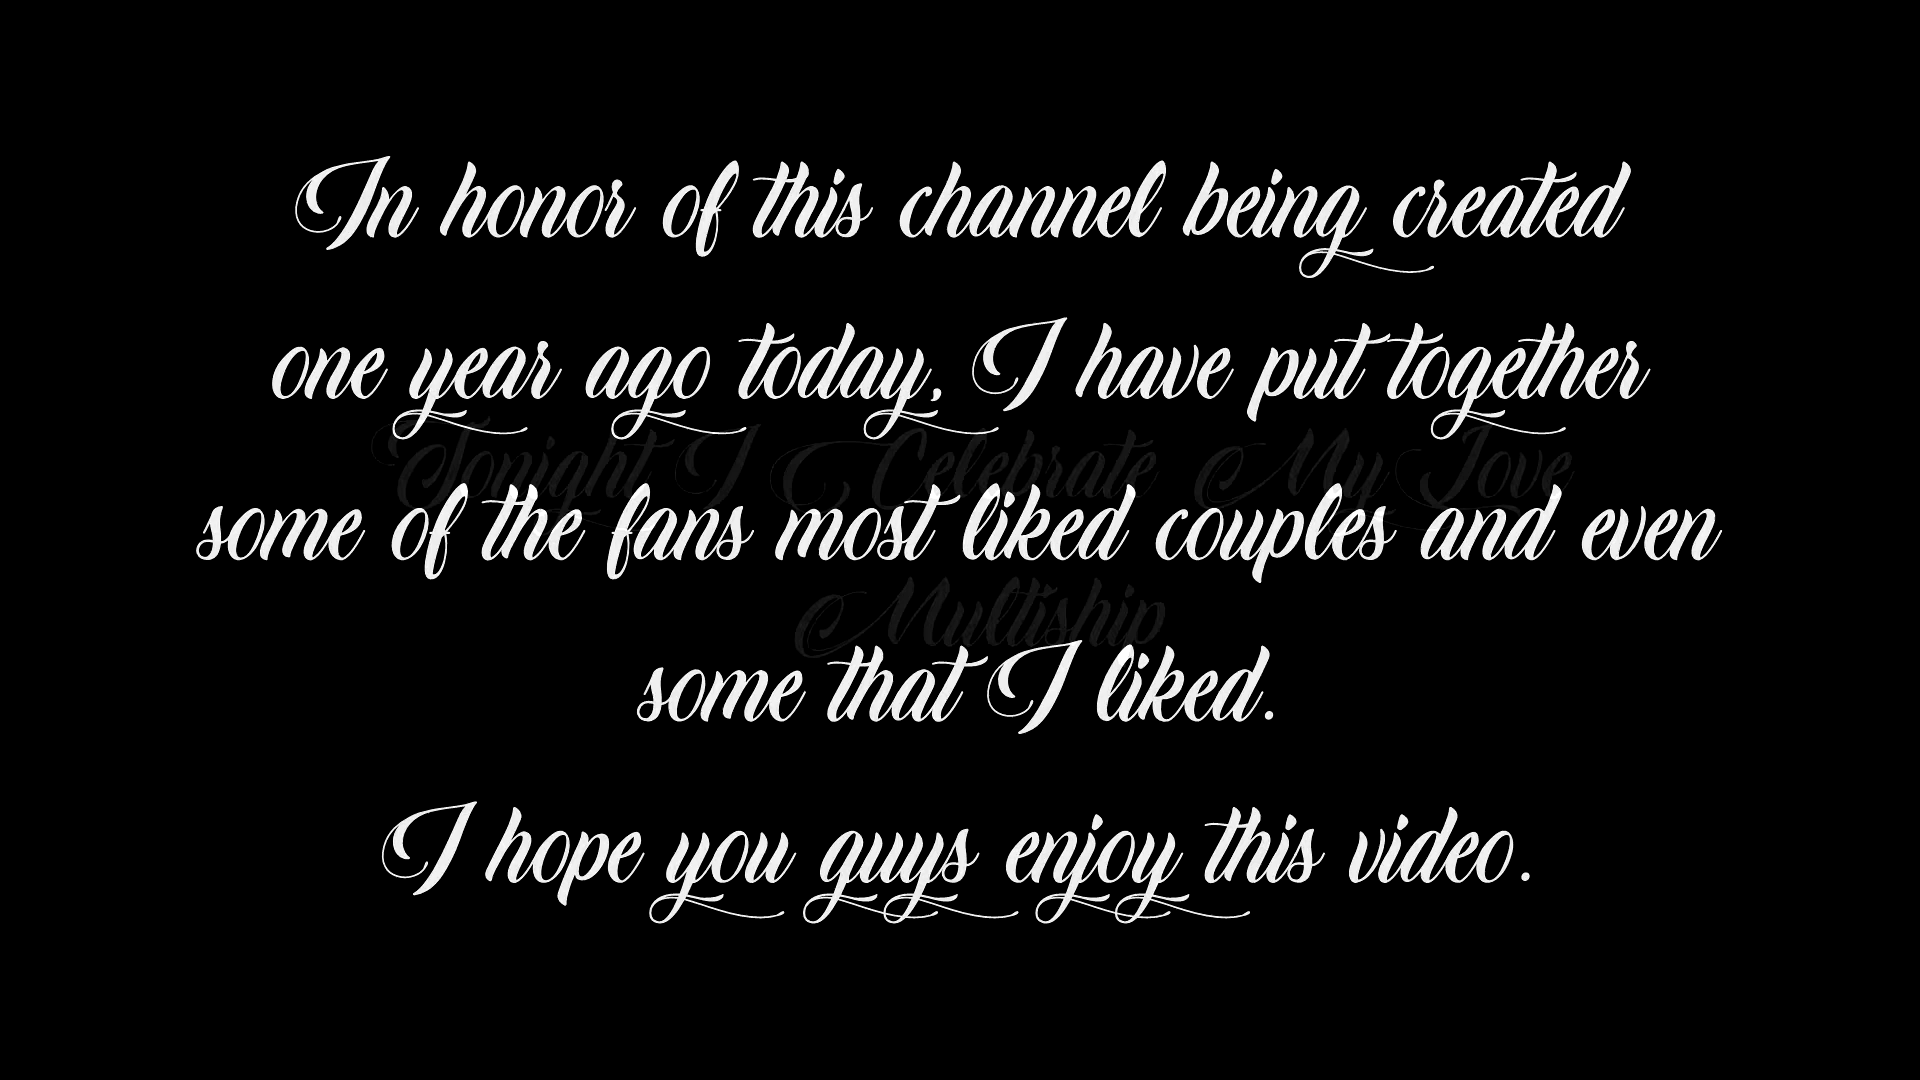 In honor of this channel being created
one year ago today, I have put together
Tonight I Celebrate My Love
some of the fans most liked couples and even
Multiship
some that I liked.
I hope you guys enjoy this video.